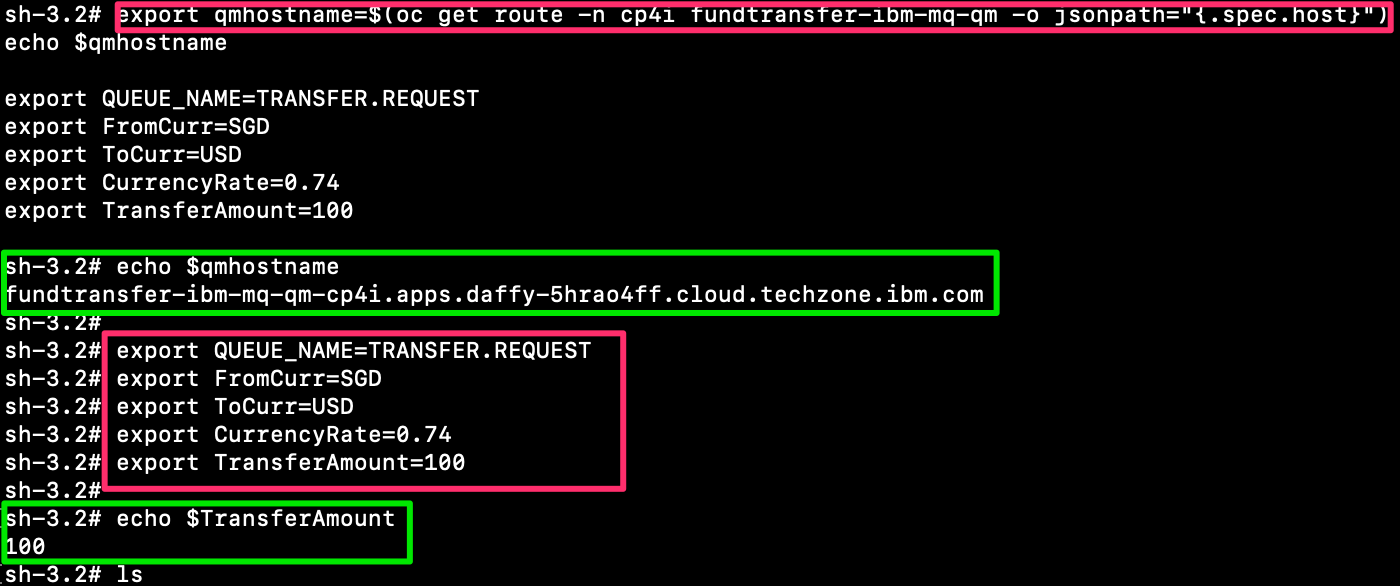 sh-3.2# export qmhostname=$(oc get route -n cp4i fundtransfer-ibm-mq-qm -o jsonpath="{.spec.host}")
echo $qmhostname
export QUEUE_NAME=TRANSFER.REQUEST
export FromCurr=SGD
export ToCurr=USD
export CurrencyRate=0.74
export TransferAmount=100
sh-3.2# echo $qmhostname
fundtransfer-ibm-mq-qm-cp4i.apps.daffy-5hrao4ff.cloud.techzone.ibm.com
sh-3.2#
sh-3.2# export QUEUE_NAME=TRANSFER.REQUEST
sh-3.2# export FromCurr=SGD
sh-3.2# export ToCurr=USD
sh-3.2# export CurrencyRate=0.74
sh-3.2# export TransferAmount=100
sh-3.2#
sh-3.2# echo $TransferAmount
100
sh-3.2# ls